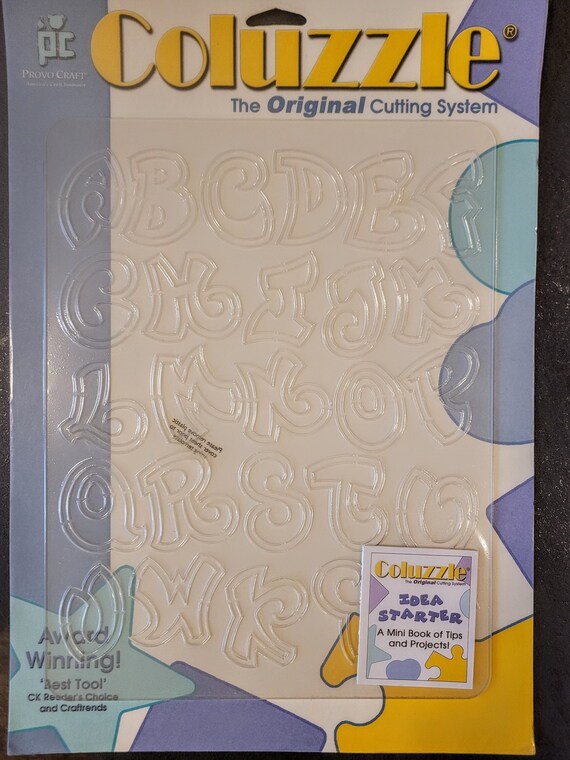 pc
PROVO CRAFT®
Coluzzle®
The Original Cutting System
A B C D E F
G H I J K
L M N O P
Q R S T U
V W X
Coluzzle®
The Original Cutting System
IDEA
STARTER
A Mini Book of Tips
and Projects!
Award
Winning!
'Best Tool'
CK Reader's Choice
and Craftrends